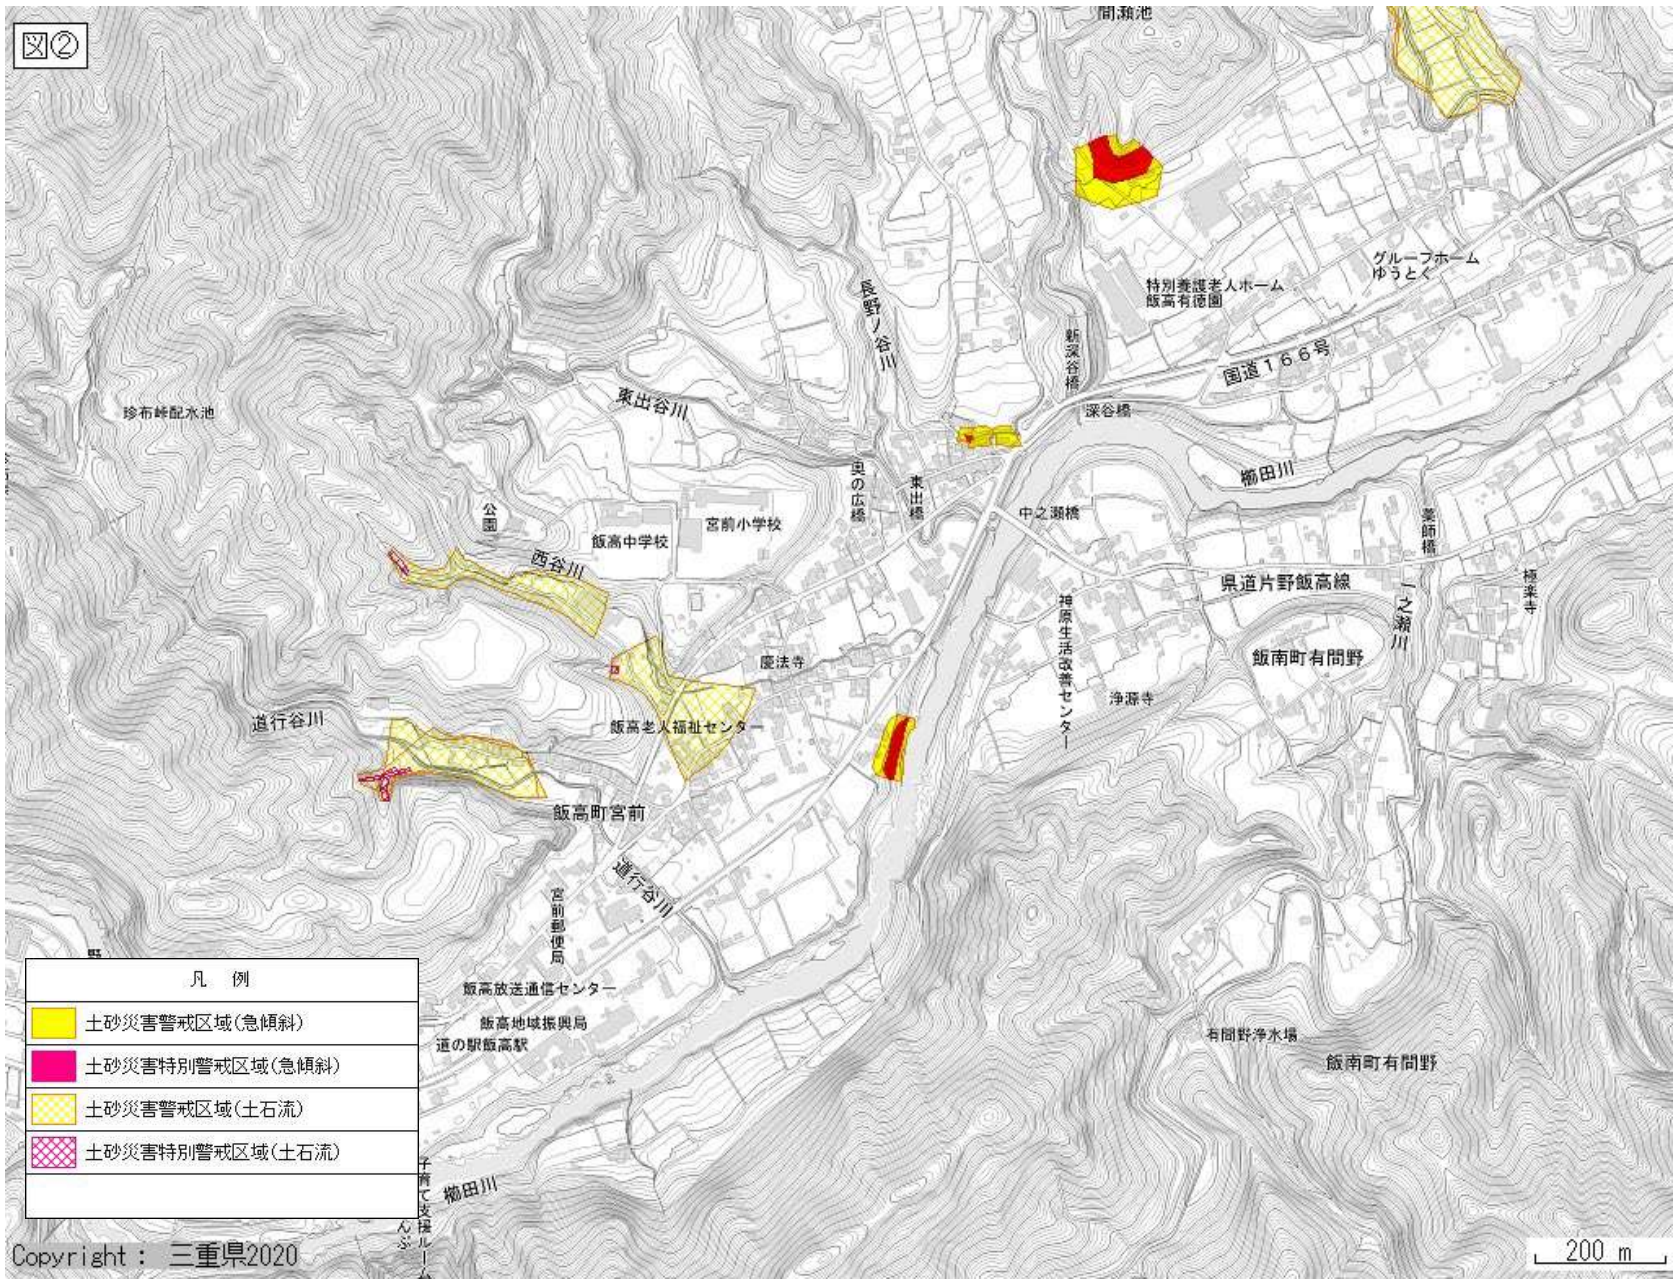 図②
間瀬池
グループホーム
ゆうとく
特別養護老人ホーム
飯高有徳園
長野ノ谷川
新深谷橋
国道166号
東出谷川
珍布峠配水池
深谷橋
櫛田川
奥の広橋
東出橋
公園
宮前小学校
飯高中学校
中之瀬橋
薬師橋
西谷川
県道片野飯高線
極楽寺
神原生活改善センター
一之瀬川
慶法寺
飯南町有間野
浄源寺
道行谷川
飯高老人福祉センター
飯高町宮前
道行谷川
宮前郵便局
野
飯高放送通信センター
飯高地域振興局
道の駅飯高駅
有間野浄水場
飯南町有間野
凡 例
土砂災害警戒区域(急傾斜)
土砂災害特別警戒区域(急傾斜)
土砂災害警戒区域(土石流)
土砂災害特別警戒区域(土石流)
子育て支援ルーム
んぷ
櫛田川
Copyright : 三重県2020
200 m